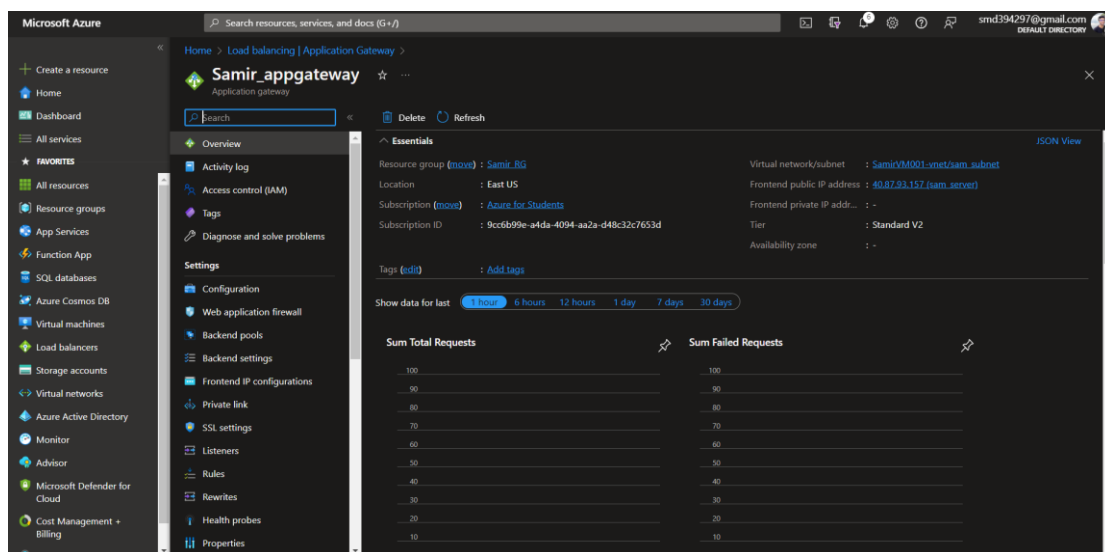 Microsoft Azure
Search resources, services, and docs (G+/)
smd394297@gmail.com
DEFAULT DIRECTORY
Create a resource
Home
Dashboard
All services
FAVORITES
All resources
Resource groups
App Services
Function App
SQL databases
Azure Cosmos DB
Virtual machines
Load balancers
Storage accounts
Virtual networks
Azure Active Directory
Monitor
Advisor
Microsoft Defender for
Cloud
Cost Management +
Billing
Home > Load balancing | Application Gateway >
Samir_appgateway
Application gateway
Search
Overview
Activity log
Access control (IAM)
Tags
Diagnose and solve problems
Settings
Configuration
Web application firewall
Backend pools
Backend settings
Frontend IP configurations
Private link
SSL settings
Listeners
Rules
Rewrites
Health probes
Properties
Delete Refresh
Essentials
JSON View
Resource group (move) : Samir_RG
Location : East US
Subscription (move) : Azure for Students
Subscription ID : 9cc6b99e-a4da-4094-aa2a-d48c32c7653d
Virtual network/subnet : SamirVM001-vnet/sam_subnet
Frontend public IP address : 40.87.93.157 (sam_server)
Frontend private IP addr... : -
Tier : Standard V2
Availability zone : -
Tags (edit) : Add tags
Show data for last 1 hour 6 hours 12 hours 1 day 7 days 30 days
Sum Total Requests
100
90
80
70
60
50
40
30
20
10
Sum Failed Requests
100
90
80
70
60
50
40
30
20
10